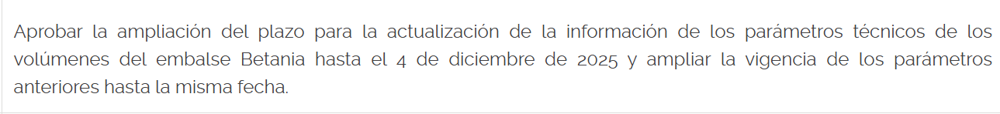 Aprobar la ampliación del plazo para la actualización de la información de los parámetros técnicos de los
volúmenes del embalse Betania hasta el 4 de diciembre de 2025 y ampliar la vigencia de los parámetros
anteriores hasta la misma fecha.